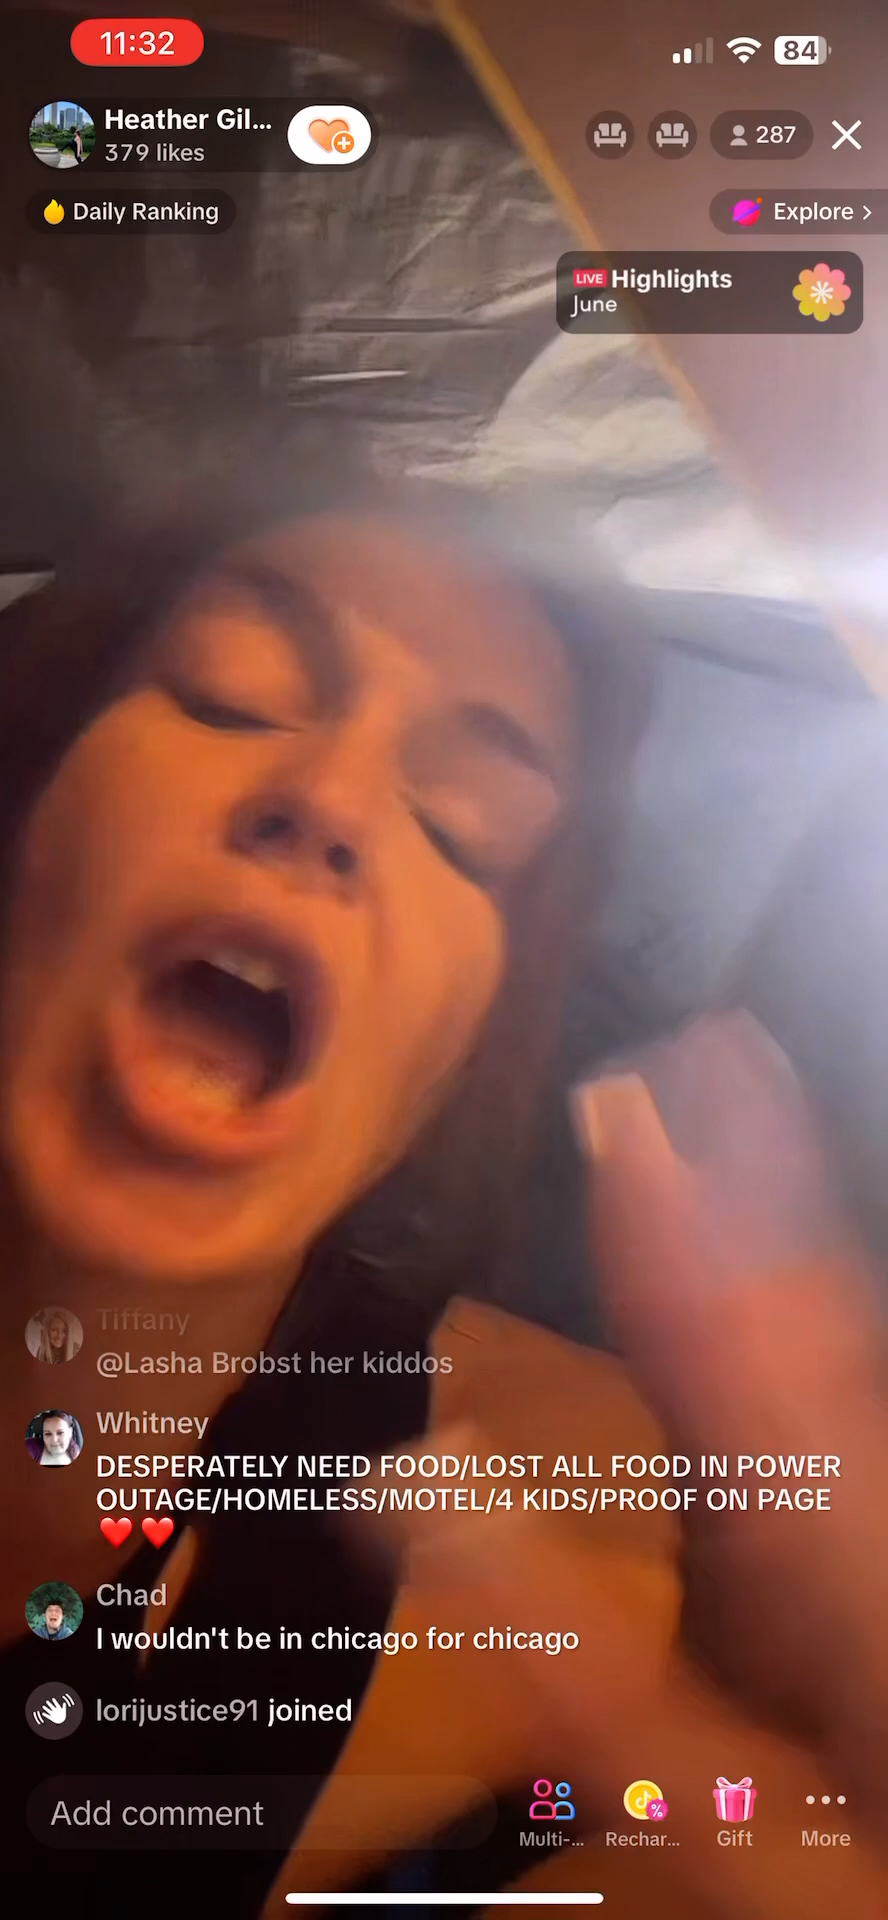 11:32
84
Heather Gil...
379 likes
287
Daily Ranking
Explore >
LIVE Highlights
June
Tiffany
@Lasha Brobst her kiddos
Whitney
DESPERATELY NEED FOOD/LOST ALL FOOD IN POWER
OUTAGE/HOMELESS/MOTEL/4 KIDS/PROOF ON PAGE
❤️ ❤️
Chad
I wouldn't be in chicago for chicago
lorijustice91 joined
Add comment
Multi-...
Rechar...
Gift
More